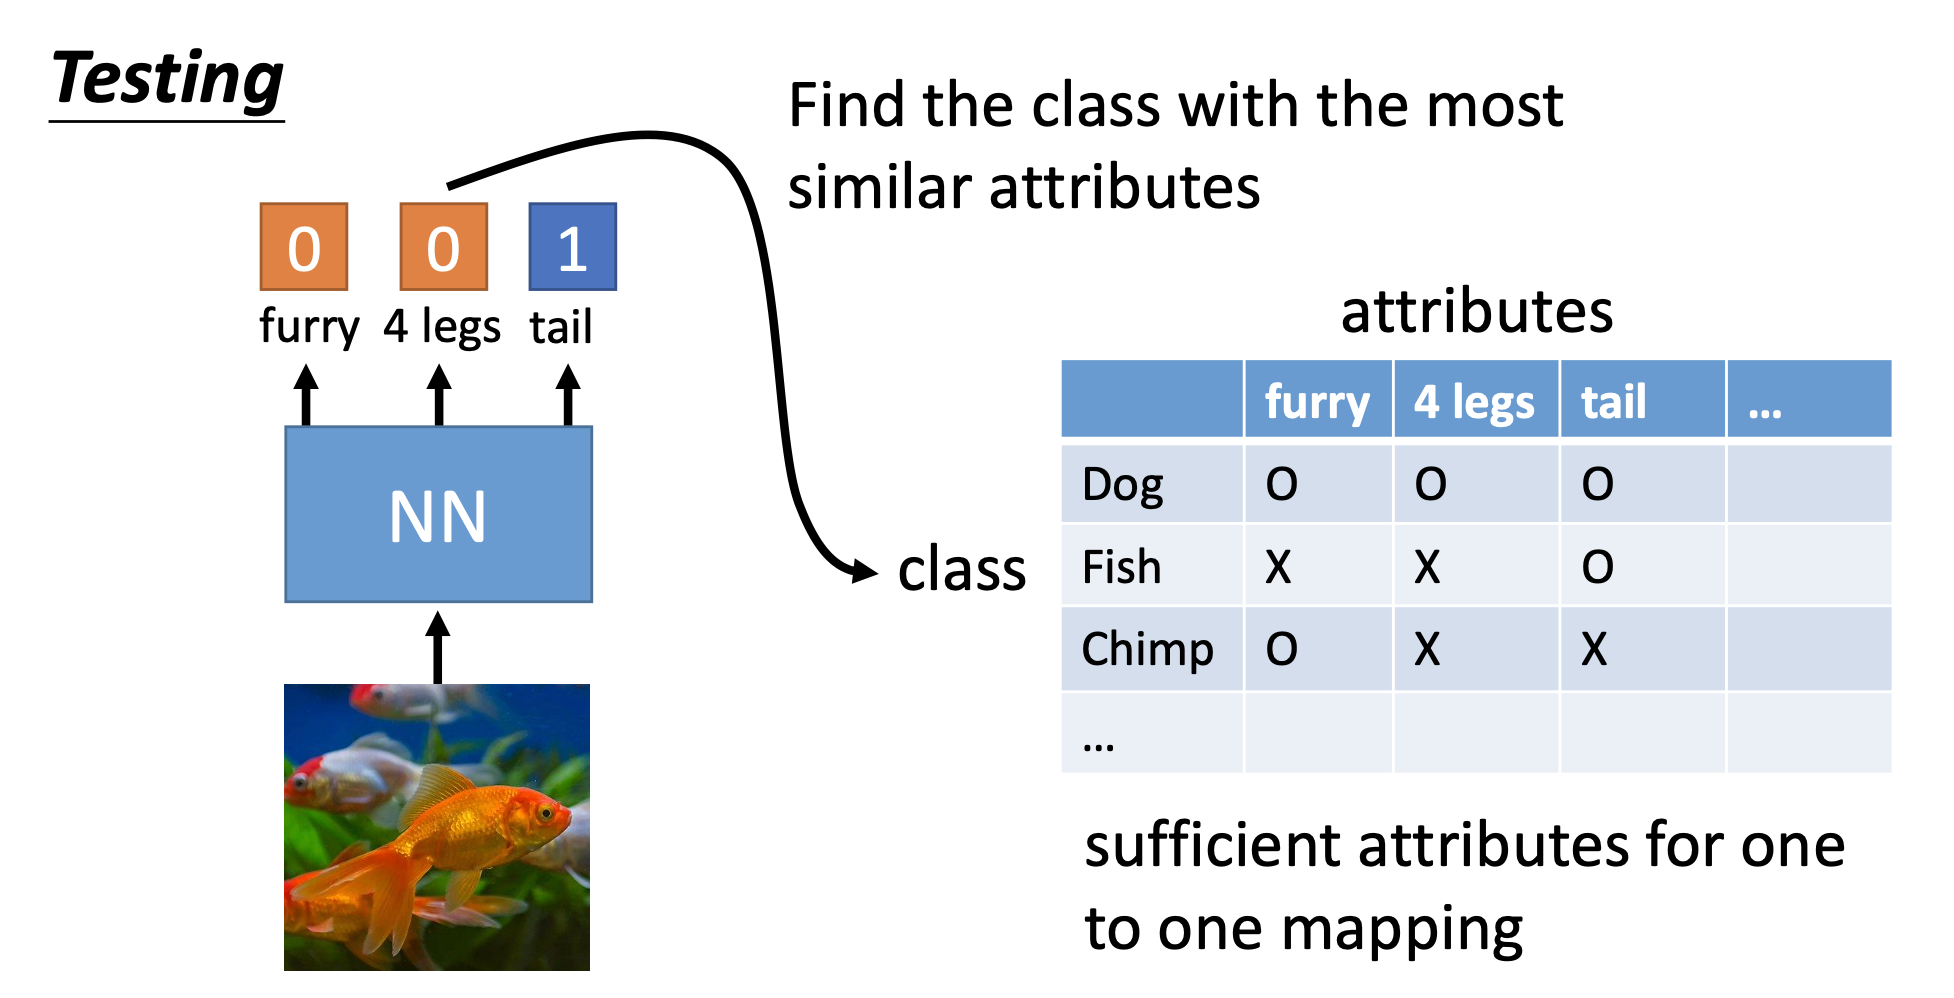 Testing
Find the class with the most
similar attributes
0 0 1
furry 4 legs tail
NN
class
attributes
furry 4 legs tail ...
Dog O O O
Fish X X O
Chimp O X X
...
sufficient attributes for one
to one mapping